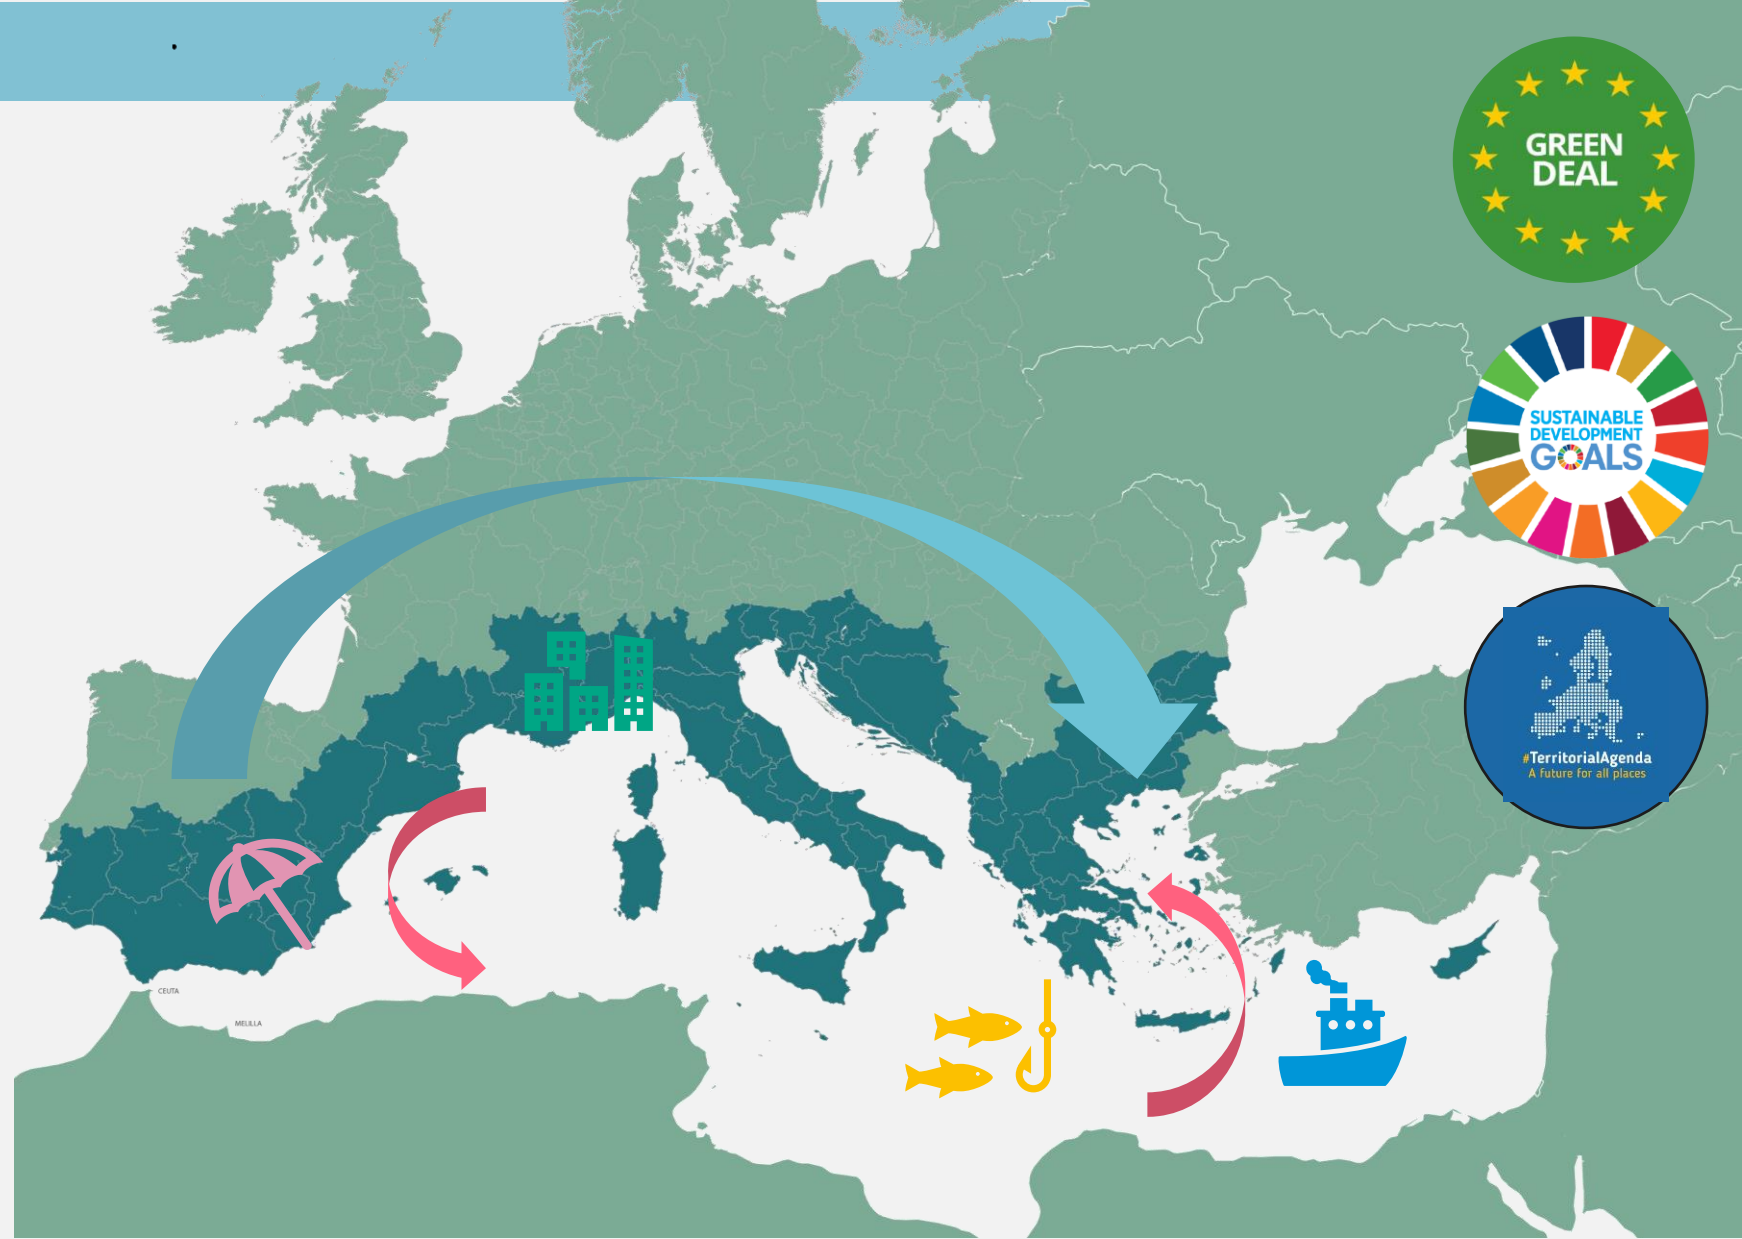 GREEN
DEAL
SUSTAINABLE
DEVELOPMENT
GOALS
#TerritorialAgenda
A future for all places
CEUTA
MELILLA